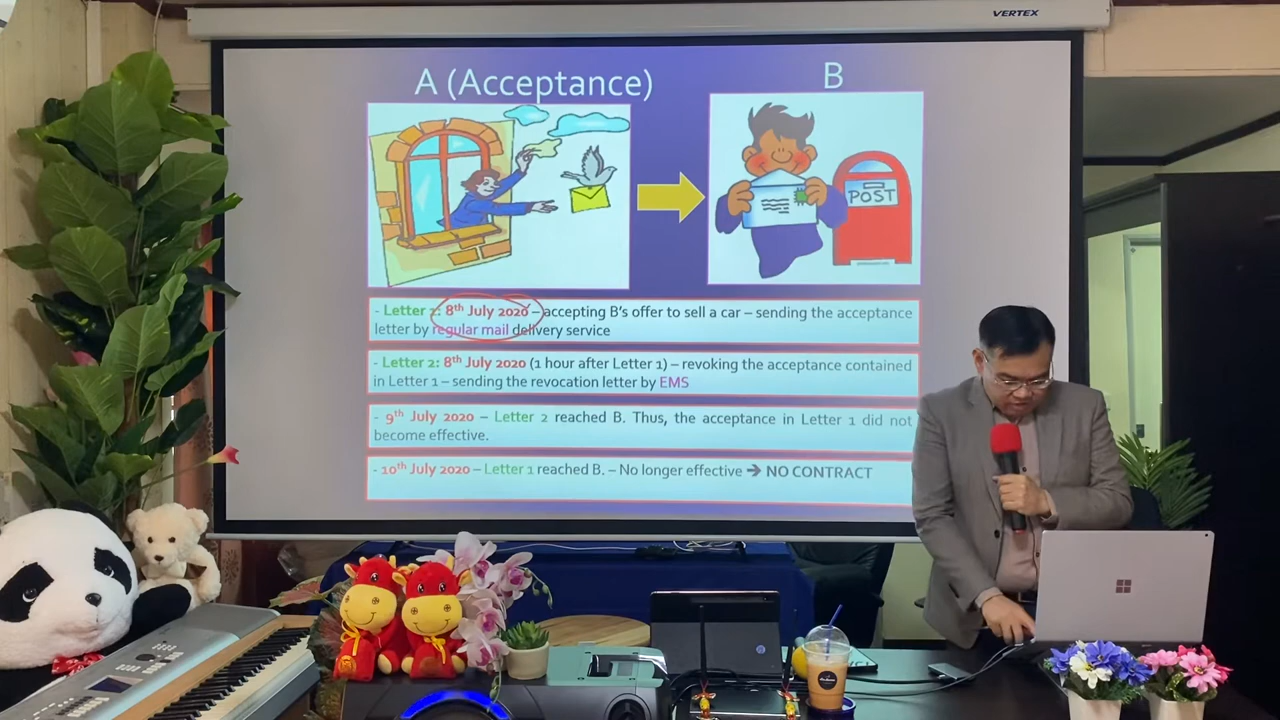 VERTEX
A (Acceptance)
B
POST
- Letter 1: 8th July 2020 – accepting B's offer to sell a car – sending the acceptance
letter by regular mail delivery service
- Letter 2: 8th July 2020 (1 hour after Letter 1) – revoking the acceptance contained
in Letter 1 – sending the revocation letter by EMS
- 9th July 2020 – Letter 2 reached B. Thus, the acceptance in Letter 1 did not
become effective.
- 10th July 2020 – Letter 1 reached B. – No longer effective ➔ NO CONTRACT